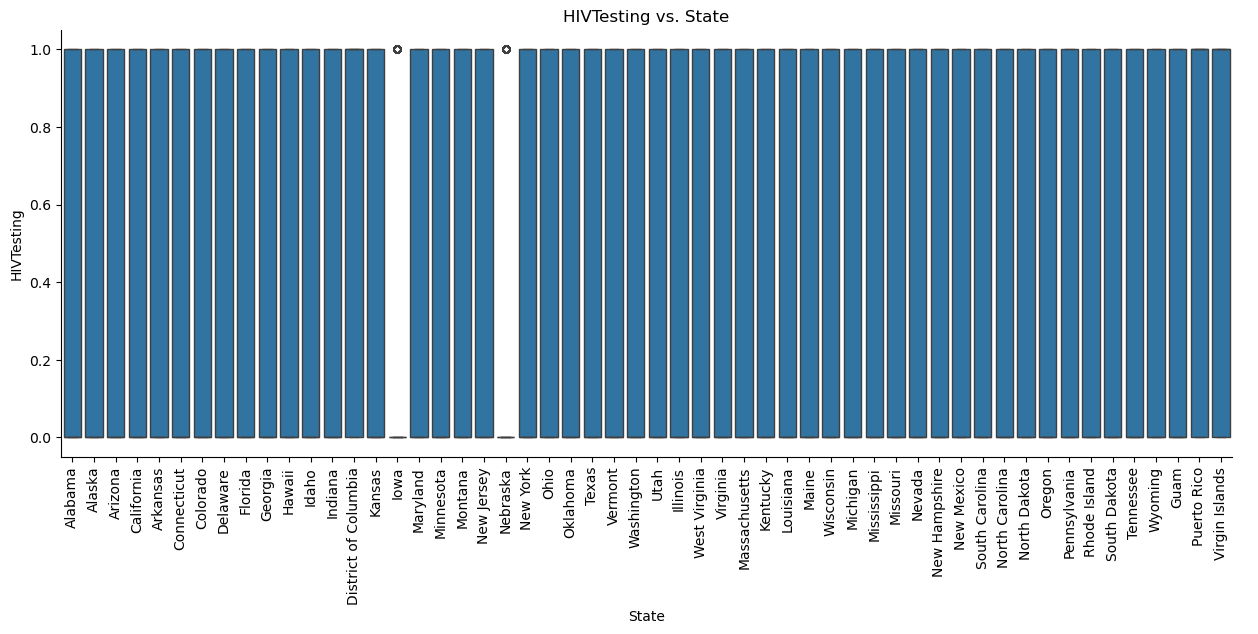 HIVTesting vs. State
HIVTesting
1.0
0.8
0.6
0.4
0.2
0.0
Alabama
Alaska
Arizona
California
Arkansas
Connecticut
Colorado
Delaware
Florida
Georgia
Hawaii
Idaho
Indiana
District of Columbia
Kansas
Iowa
Maryland
Minnesota
Montana
New Jersey
Nebraska
New York
Ohio
Oklahoma
Texas
Vermont
Washington
Utah
Illinois
West Virginia
Virginia
Massachusetts
Kentucky
Louisiana
Maine
Wisconsin
Michigan
Mississippi
Missouri
Nevada
New Hampshire
New Mexico
South Carolina
North Carolina
North Dakota
Oregon
Pennsylvania
Rhode Island
South Dakota
Tennessee
Wyoming
Guam
Puerto Rico
Virgin Islands
State